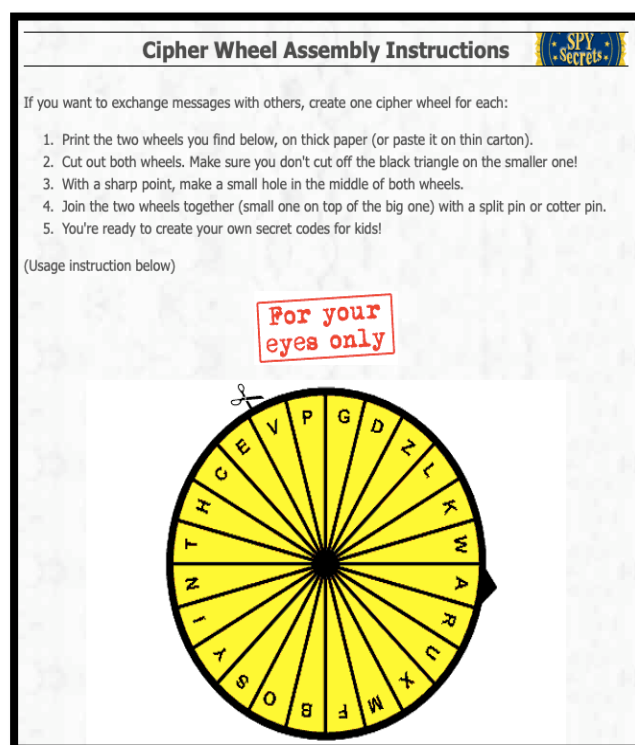 Cipher Wheel Assembly Instructions
SPY
Secrets
If you want to exchange messages with others, create one cipher wheel for each:
1. Print the two wheels you find below, on thick paper (or paste it on thin carton).
2. Cut out both wheels. Make sure you don't cut off the black triangle on the smaller one!
3. With a sharp point, make a small hole in the middle of both wheels.
4. Join the two wheels together (small one on top of the big one) with a split pin or cotter pin.
5. You're ready to create your own secret codes for kids!
(Usage instruction below)
For your
eyes only
G D Z L K W A R U X M F B O S Y I N T H C E V P